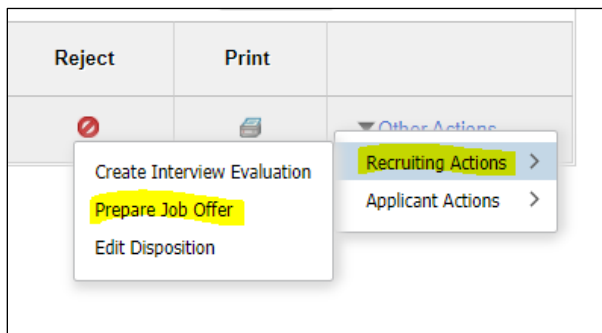 Reject Print
Other Actions
Recruiting Actions
Applicant Actions
Create Interview Evaluation
Prepare Job Offer
Edit Disposition